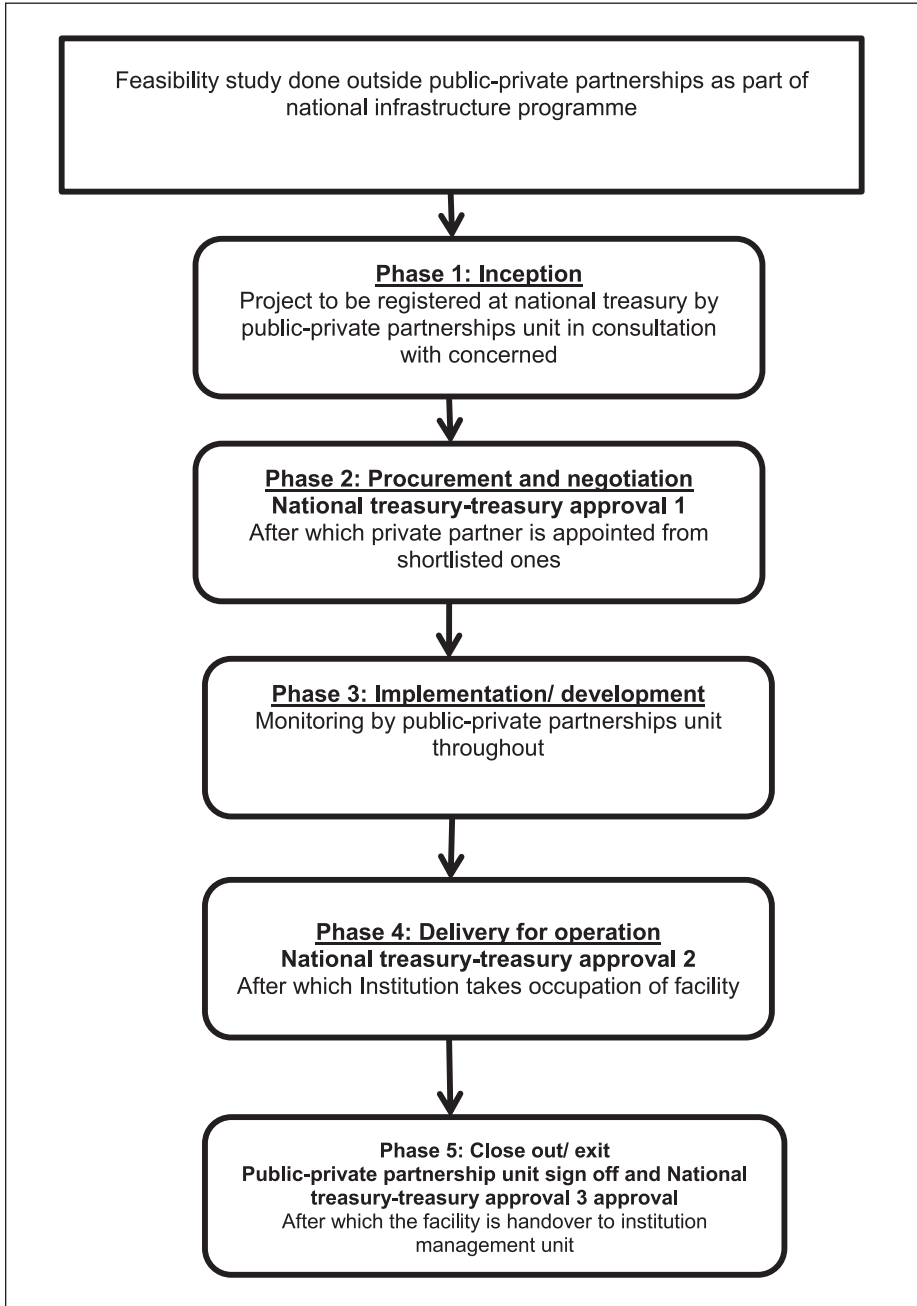 Feasibility study done outside public-private partnerships as part of
national infrastructure programme
Phase 1: Inception
Project to be registered at national treasury by
public-private partnerships unit in consultation
with concerned
Phase 2: Procurement and negotiation
National treasury-treasury approval 1
After which private partner is appointed from
shortlisted ones
Phase 3: Implementation/ development
Monitoring by public-private partnerships unit
throughout
Phase 4: Delivery for operation
National treasury-treasury approval 2
After which Institution takes occupation of facility
Phase 5: Close out/ exit
Public-private partnership unit sign off and National
treasury-treasury approval 3 approval
After which the facility is handover to institution
management unit